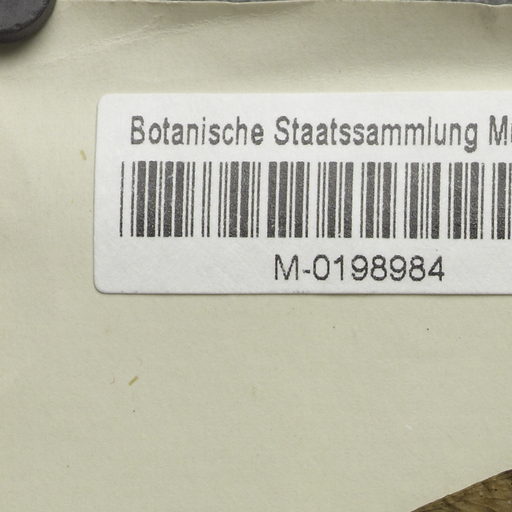 Botanische Staatssammlung
M-0198984